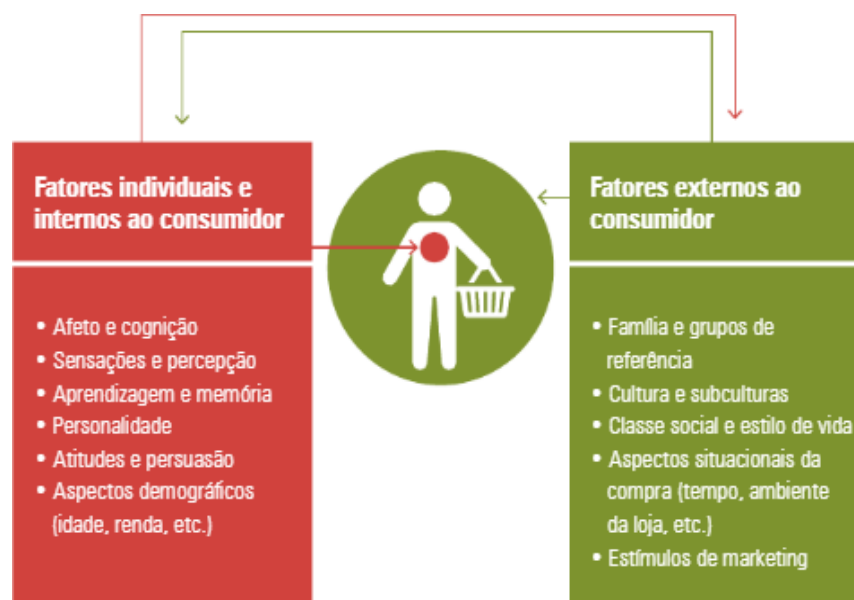 Fatores individuais e
internos ao consumidor
• Afeto e cognição
• Sensações e percepção
• Aprendizagem e memória
• Personalidade
• Atitudes e persuasão
• Aspectos demográficos
(idade, renda, etc.)
Fatores externos ao
consumidor
• Família e grupos de
referência
• Cultura e subculturas
• Classe social e estilo de vida
• Aspectos situacionais da
compra (tempo, ambiente
da loja, etc.)
• Estímulos de marketing